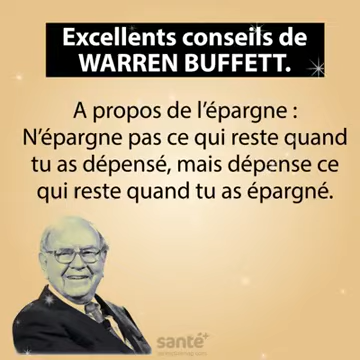 Excellents conseils de
WARREN BUFFETT.
A propos de l'épargne :
N'épargne pas ce qui reste quand
tu as dépensé, mais dépense ce
qui reste quand tu as épargné.
santé+